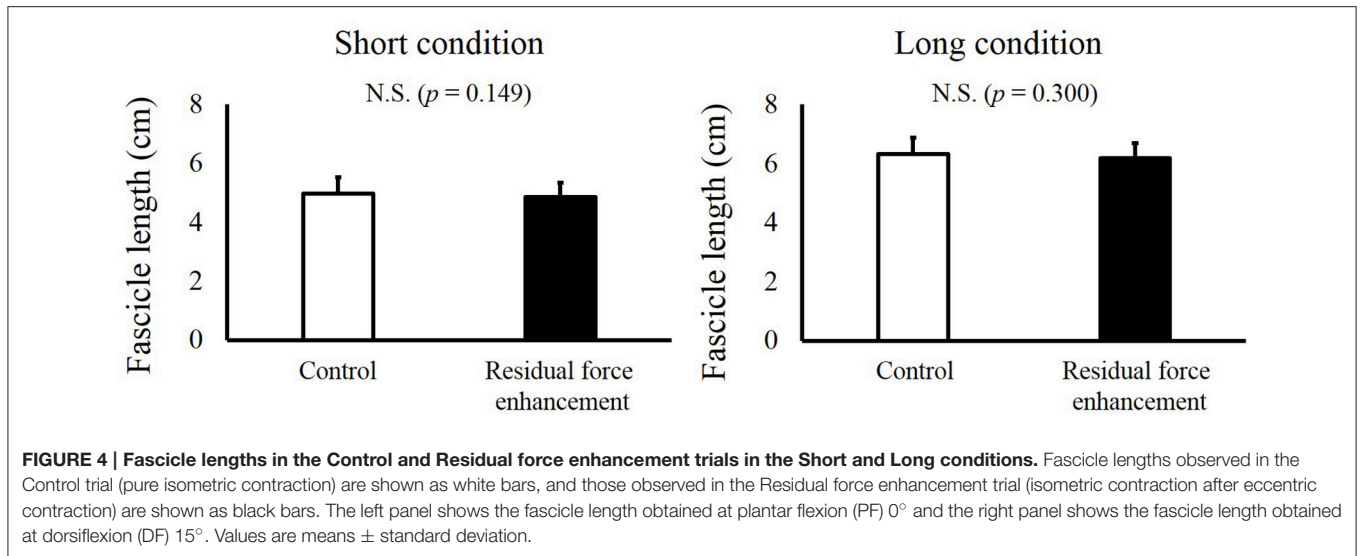 Short condition
N.S. (p = 0.149)
Fascicle length (cm)
8
6
4
2
0
Control
Residual force
enhancement
Long condition
N.S. (p = 0.300)
Fascicle length (cm)
8
6
4
2
0
Control
Residual force
enhancement
FIGURE 4 | Fascicle lengths in the Control and Residual force enhancement trials in the Short and Long conditions. Fascicle lengths observed in the
Control trial (pure isometric contraction) are shown as white bars, and those observed in the Residual force enhancement trial (isometric contraction after eccentric
contraction) are shown as black bars. The left panel shows the fascicle length obtained at plantar flexion (PF) 0° and the right panel shows the fascicle length obtained
at dorsiflexion (DF) 15°. Values are means ± standard deviation.